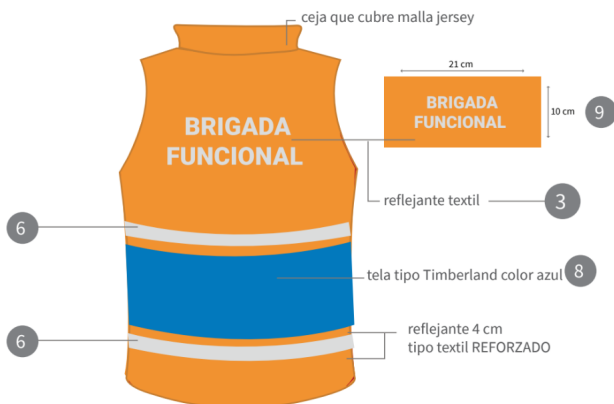 ceja que cubre malla jersey
21 cm
BRIGADA
FUNCIONAL
10 cm
9
BRIGADA
FUNCIONAL
reflejante textil
3
6
tela tipo Timberland color azul
8
6
reflejante 4 cm
tipo textil REFORZADO